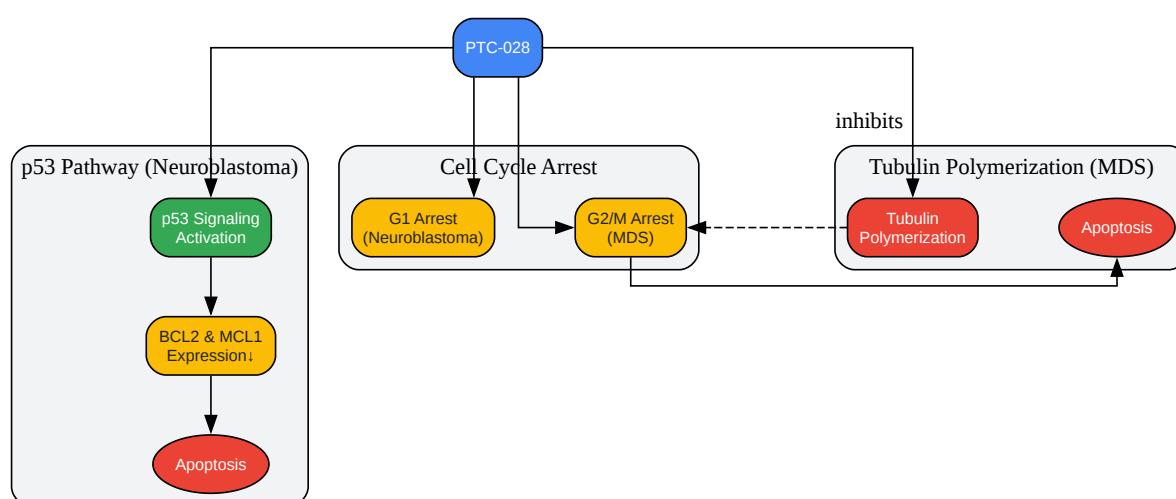 PTC-028
inhibits
p53 Pathway (Neuroblastoma)
Cell Cycle Arrest
Tubulin Polymerization (MDS)
p53 Signaling
Activation
G1 Arrest
(Neuroblastoma)
G2/M Arrest
(MDS)
Tubulin
Polymerization
Apoptosis
BCL2 & MCL1
Expression↓
Apoptosis